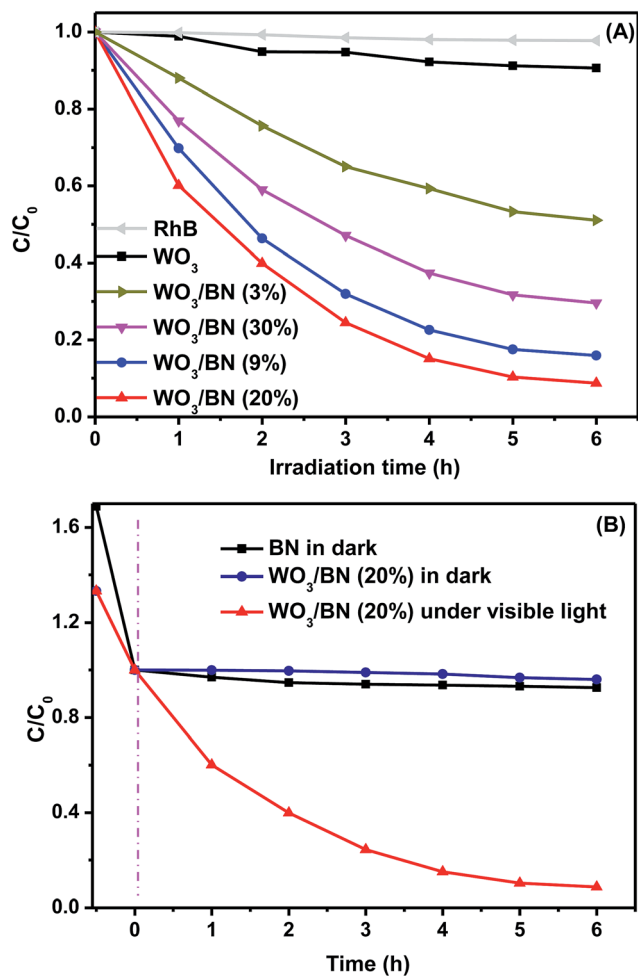 (A)
1.0
0.8
0.6
0.4
0.2
0.0
C/C₀
RhB
WO₃
WO₃/BN (3%)
WO₃/BN (30%)
WO₃/BN (9%)
WO₃/BN (20%)
0 1 2 3 4 5 6
Irradiation time (h)
(B)
1.6
1.2
0.8
0.4
0.0
C/C₀
BN in dark
WO₃/BN (20%) in dark
WO₃/BN (20%) under visible light
0 1 2 3 4 5 6
Time (h)